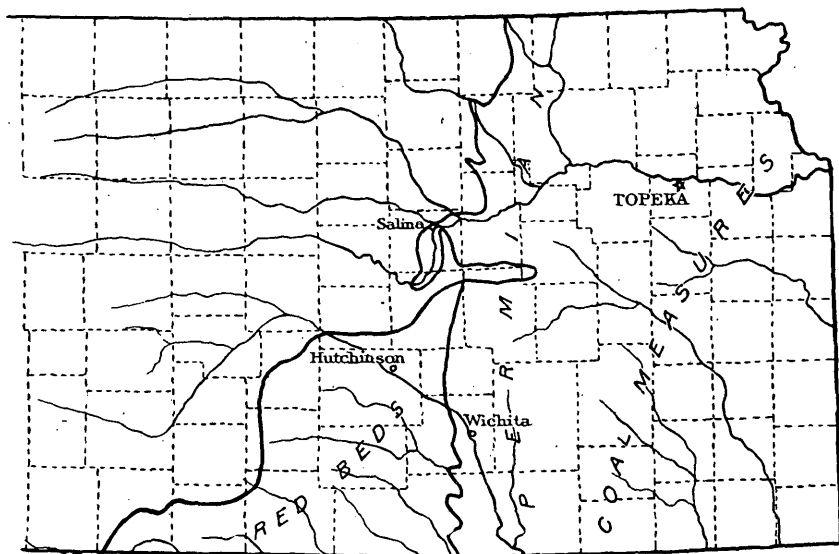 TOPEKA
Salina
Hutchinson
Wichita
RED BEDS
PERMIAN
COAL MEASURES